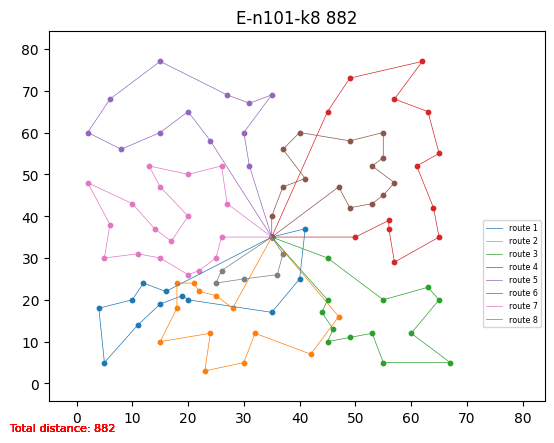 E-n101-k8 882
80
70
60
50
40
30
20
10
0
route 1
route 2
route 3
route 4
route 5
route 6
route 7
route 8
0 10 20 30 40 50 60 70 80
Total distance: 882